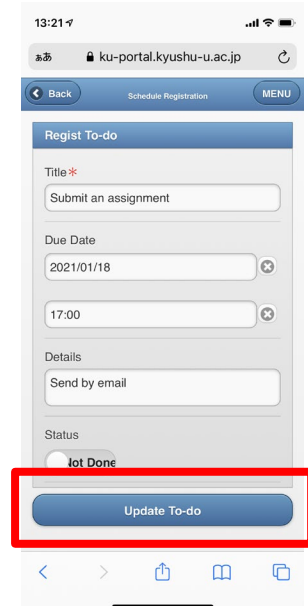 13:21
ああ ku-portal.kyushu-u.ac.jp
Back Schedule Registration MENU
Regist To-do
Title*
Submit an assignment
Due Date
2021/01/18
17:00
Details
Send by email
Status
Not Done
Update To-do